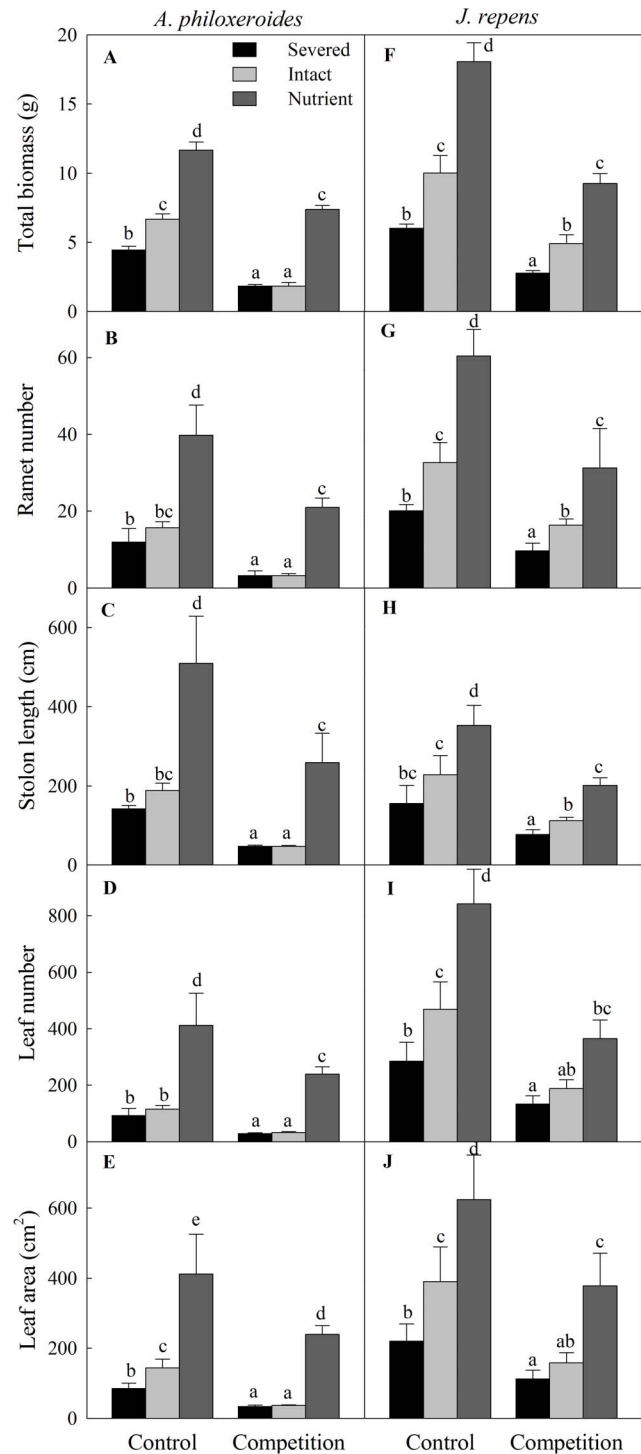 A. philoxeroides J. repens
Total biomass (g)
20
15
10
5
0
A
Severed
Intact
Nutrient
b c d a a c
F
b c d a b c
Ramet number
60
40
20
0
B
b bc d a a c
G
b c d a b c
Stolon length (cm)
600
400
200
0
C
b bc d a a c
H
bc c d a b c
Leaf number
800
600
400
200
0
D
b b d a a c
I
b c d a ab bc
Leaf area (cm²)
600
400
200
0
E
b c e a a d
J
b c d a ab c
Control Competition Control Competition